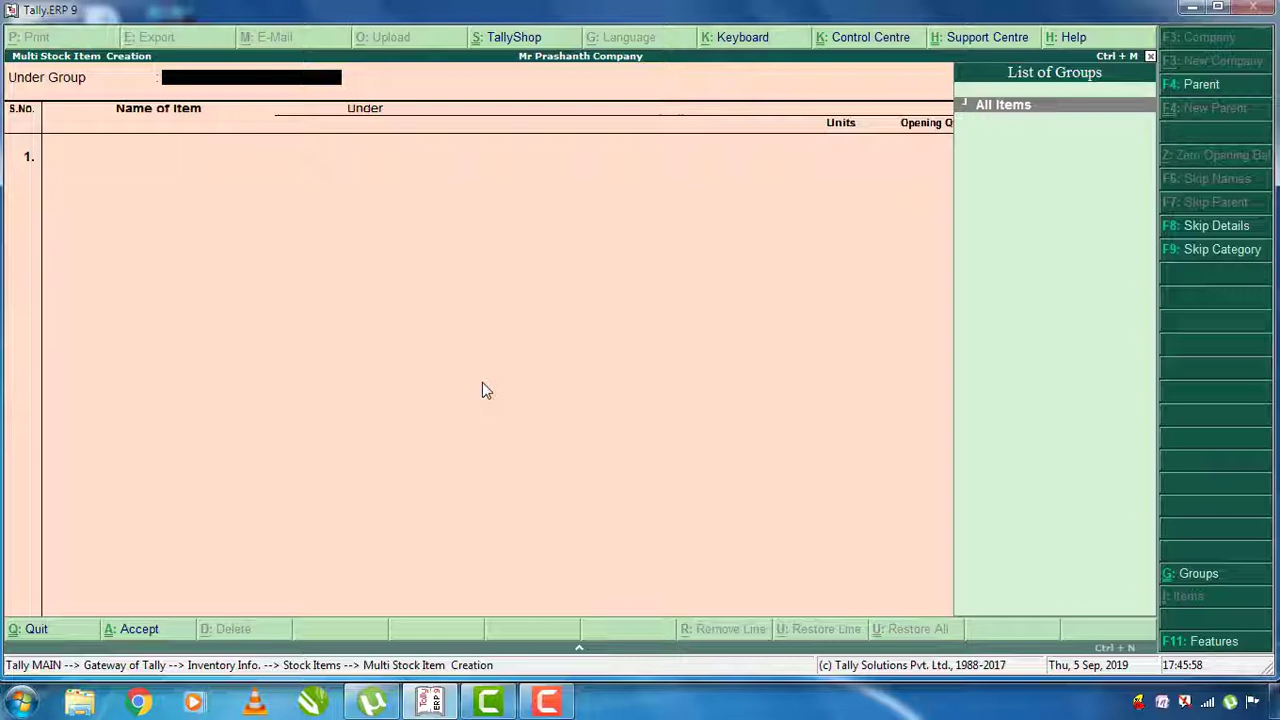 Tally.ERP 9
P: Print
E: Export
M: E-Mail
O: Upload
S: TallyShop
G: Language
K: Keyboard
K: Control Centre
H: Support Centre
H: Help
Multi Stock Item Creation
Mr Prashanth Company
Ctrl + M
Under Group :
List of Groups
All Items
S.No.
Name of Item
Under
Units
Opening Q
1.
F3: Company
F3: New Company
F4: Parent
F4: New Parent
Z: Zero Opening Bal
F6: Skip Names
F7: Skip Parent
F8: Skip Details
F9: Skip Category
G: Groups
I: Items
F11: Features
Q: Quit
A: Accept
D: Delete
R: Remove Line
U: Restore Line
U: Restore All
Ctrl + N
Tally MAIN --> Gateway of Tally --> Inventory Info. --> Stock Items --> Multi Stock Item Creation
(c) Tally Solutions Pvt. Ltd., 1988-2017
Thu, 5 Sep, 2019
17:45:58